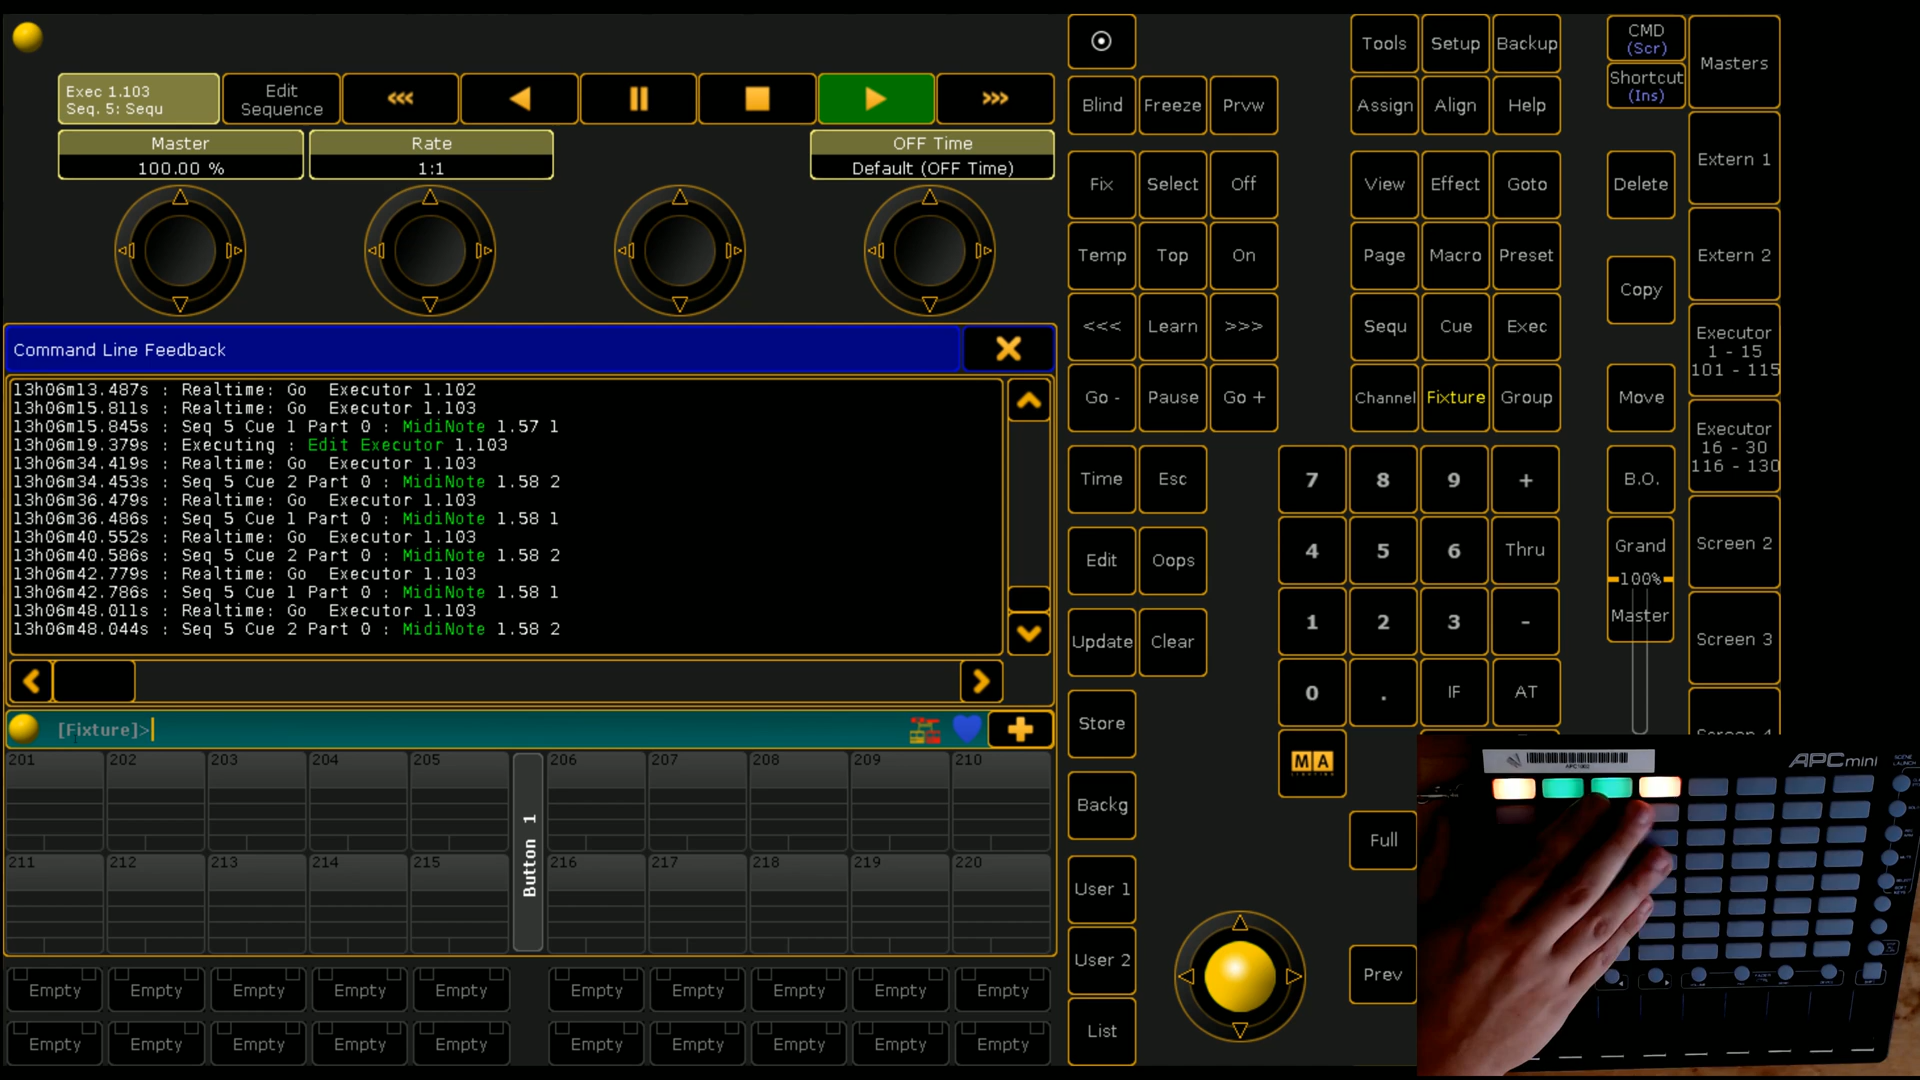 Exec 1.103
Seq. 5: Sequ
Edit
Sequence
Master
100.00 %
Rate
1:1
OFF Time
Default (OFF Time)
Command Line Feedback
13h06m13.487s : Realtime: Go  Executor 1.102
13h06m15.811s : Realtime: Go  Executor 1.103
13h06m15.845s : Seq 5 Cue 1 Part 0 : MidiNote 1.57 1
13h06m19.379s : Executing : Edit Executor 1.103
13h06m34.419s : Realtime: Go  Executor 1.103
13h06m34.453s : Seq 5 Cue 2 Part 0 : MidiNote 1.58 2
13h06m36.479s : Realtime: Go  Executor 1.103
13h06m36.486s : Seq 5 Cue 1 Part 0 : MidiNote 1.58 1
13h06m40.552s : Realtime: Go  Executor 1.103
13h06m40.586s : Seq 5 Cue 2 Part 0 : MidiNote 1.58 2
13h06m42.779s : Realtime: Go  Executor 1.103
13h06m42.786s : Seq 5 Cue 1 Part 0 : MidiNote 1.58 1
13h06m48.011s : Realtime: Go  Executor 1.103
13h06m48.044s : Seq 5 Cue 2 Part 0 : MidiNote 1.58 2
[Fixture]>
201 202 203 204 205 206 207 208 209 210
Button 1
211 212 213 214 215 216 217 218 219 220
Empty Empty Empty Empty Empty Empty Empty Empty Empty Empty
Empty Empty Empty Empty Empty Empty Empty Empty Empty Empty
Blind Freeze Prvw
Fix Select Off
Temp Top On
<<< Learn >>>
Go - Pause Go +
Time Esc
Edit Oops
Update Clear
Store
Backg
User 1
User 2
List
Tools Setup Backup
Assign Align Help
View Effect Goto
Page Macro Preset
Sequ Cue Exec
Channel Fixture Group
7 8 9 +
4 5 6 Thru
1 2 3 -
0 . IF AT
MA
LIGHTING
Full
Prev
CMD
(Scr)
Shortcut
(Ins)
Delete
Copy
Move
B.O.
Grand
100%
Master
Masters
Extern 1
Extern 2
Executor
1 - 15
101 - 115
Executor
16 - 30
116 - 130
Screen 2
Screen 3
Screen 4
APC mini